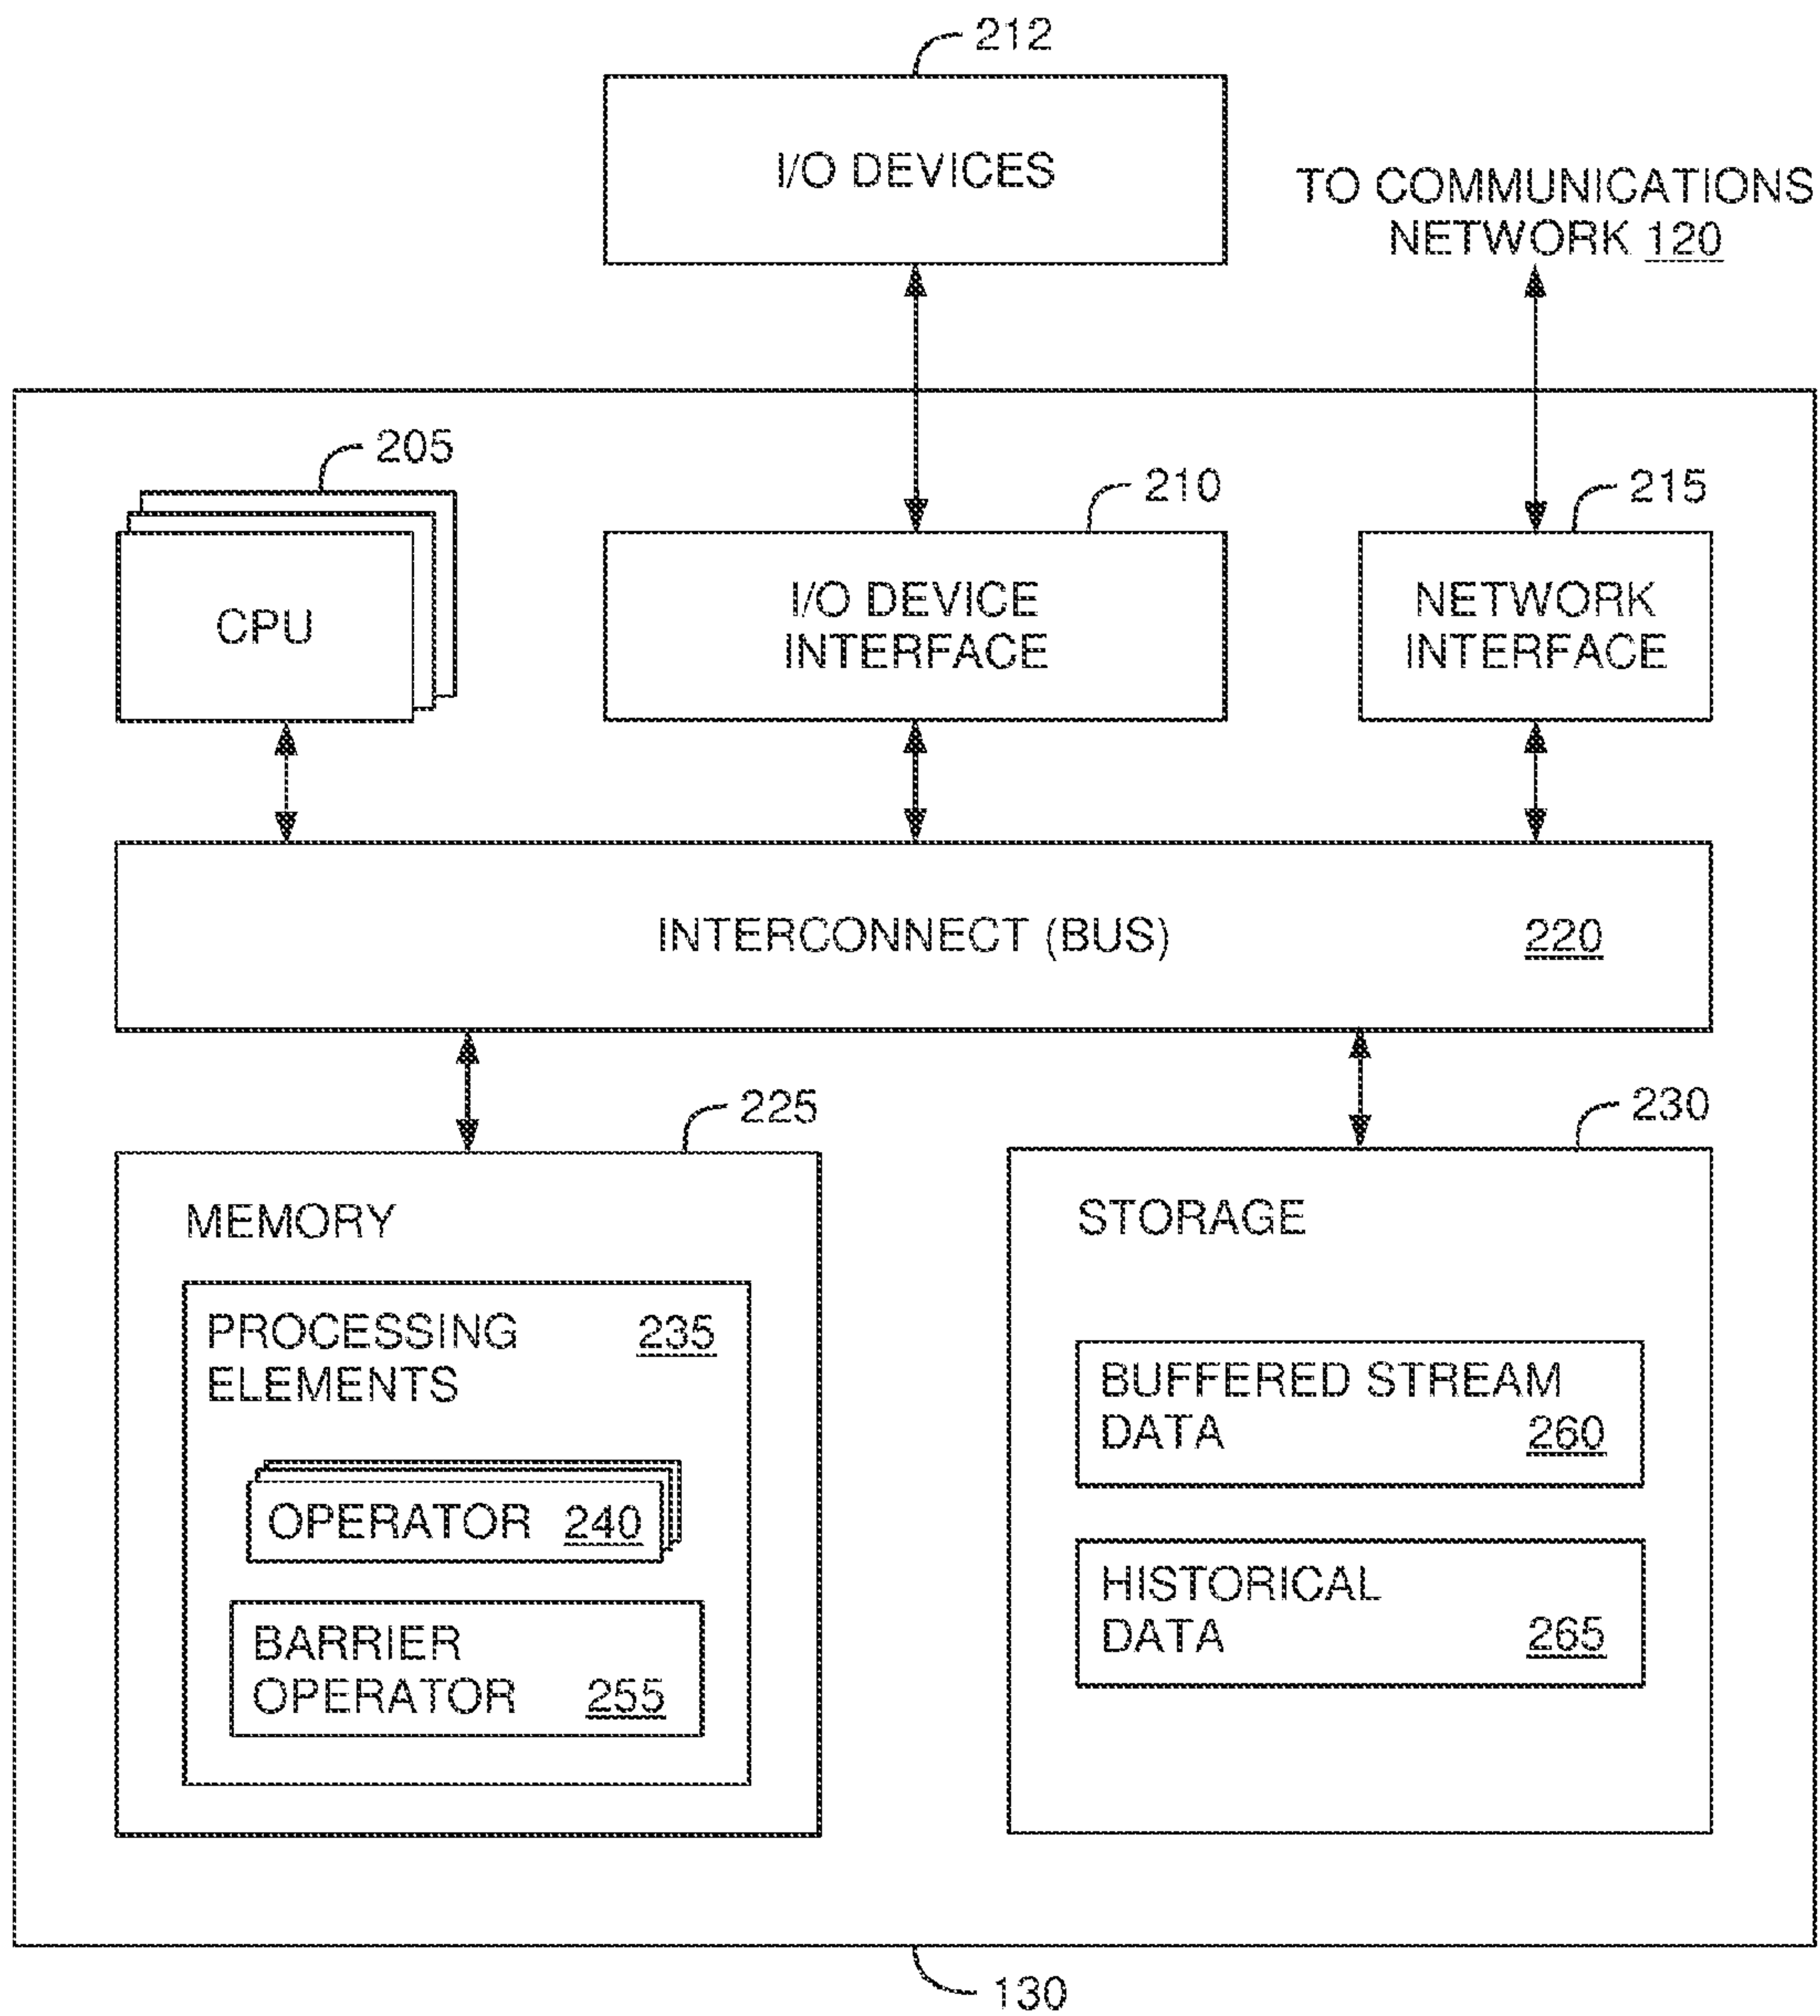 212
I/O DEVICES
TO COMMUNICATIONS
NETWORK 120
205
210
215
CPU
I/O DEVICE
INTERFACE
NETWORK
INTERFACE
INTERCONNECT (BUS) 220
225
230
MEMORY
PROCESSING 235
ELEMENTS
OPERATOR 240
BARRIER
OPERATOR 255
STORAGE
BUFFERED STREAM
DATA 260
HISTORICAL
DATA 265
130